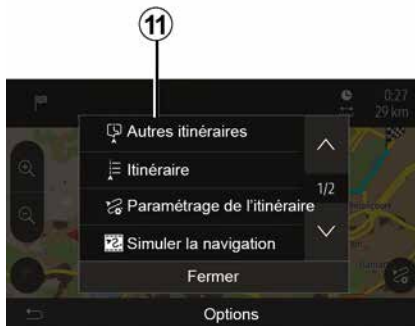 11
0:27
29 km
Autres itinéraires
Itinéraire
1/2
Paramétrage de l'itinéraire
Simuler la navigation
Fermer
Options